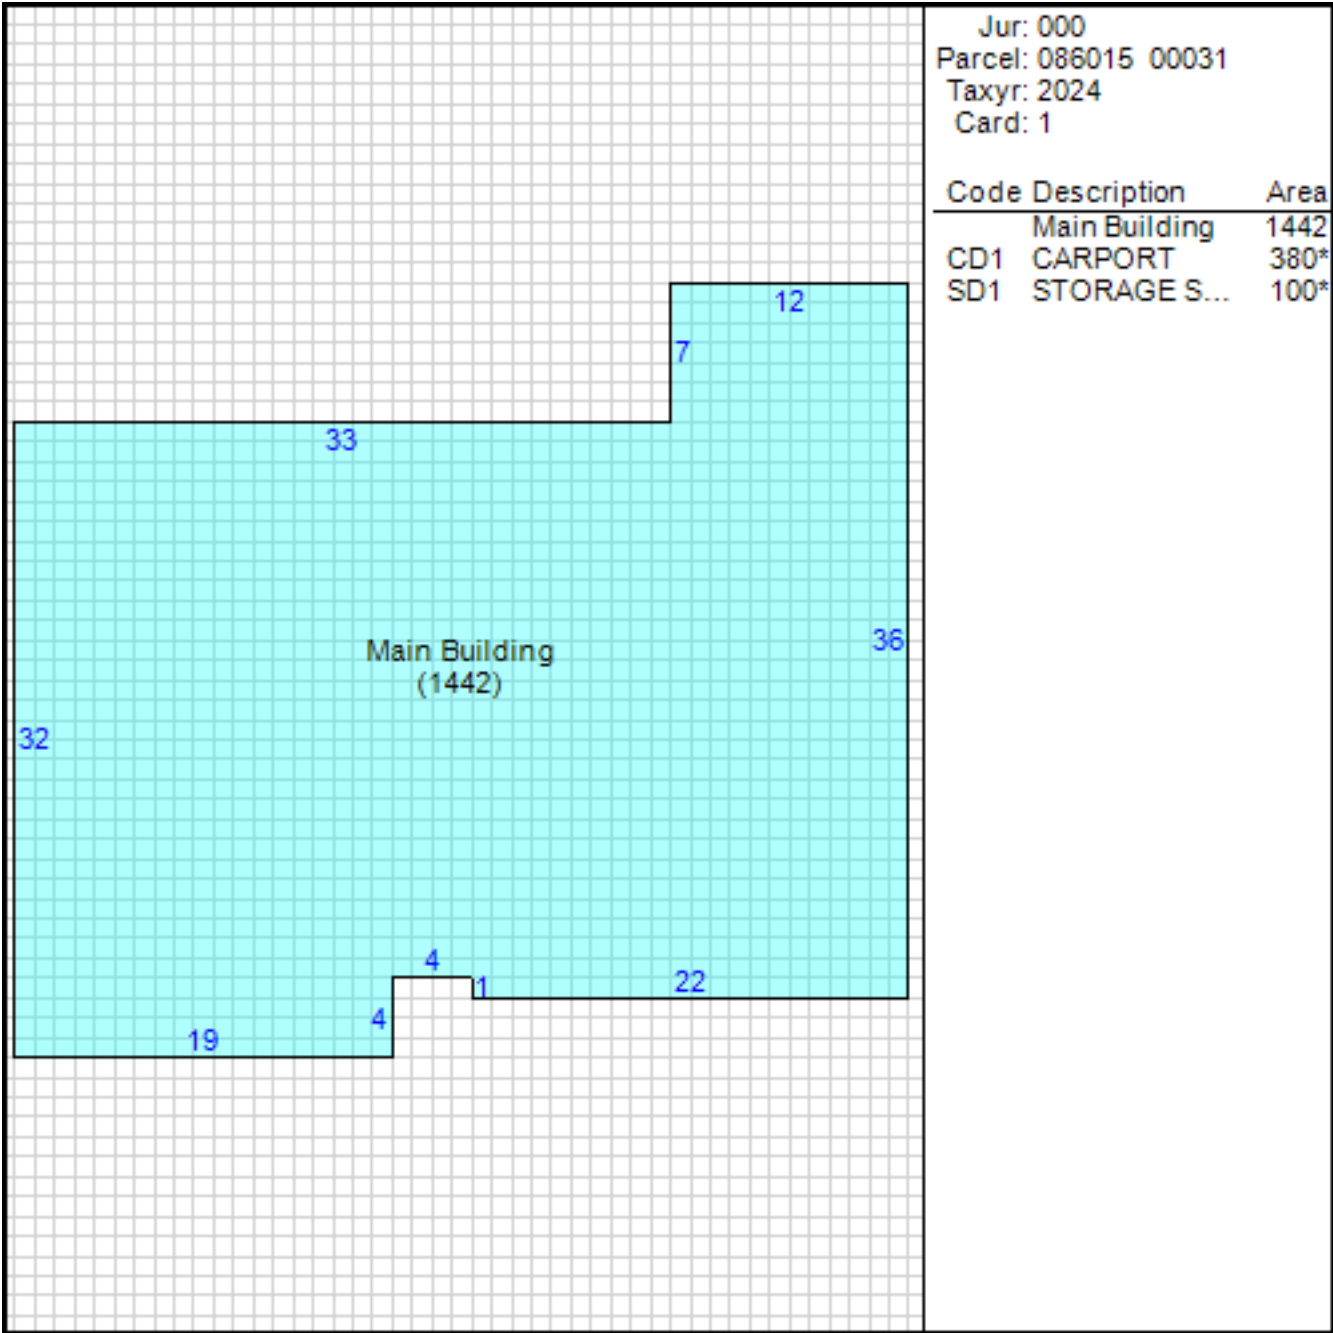 Jur: 000
Parcel: 086015 00031
Taxyr: 2024
Card: 1
Code Description Area
Main Building 1442
CD1 CARPORT 380*
SD1 STORAGE S... 100*
12
7
33
Main Building
(1442)
36
32
4
1
22
4
19